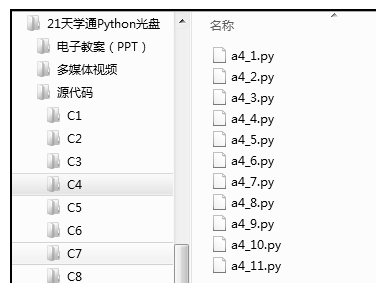 21天学通Python光盘
电子教案（PPT）
多媒体视频
源代码
C1
C2
C3
C4
C5
C6
C7
C8
名称
a4_1.py
a4_2.py
a4_3.py
a4_4.py
a4_5.py
a4_6.py
a4_7.py
a4_8.py
a4_9.py
a4_10.py
a4_11.py